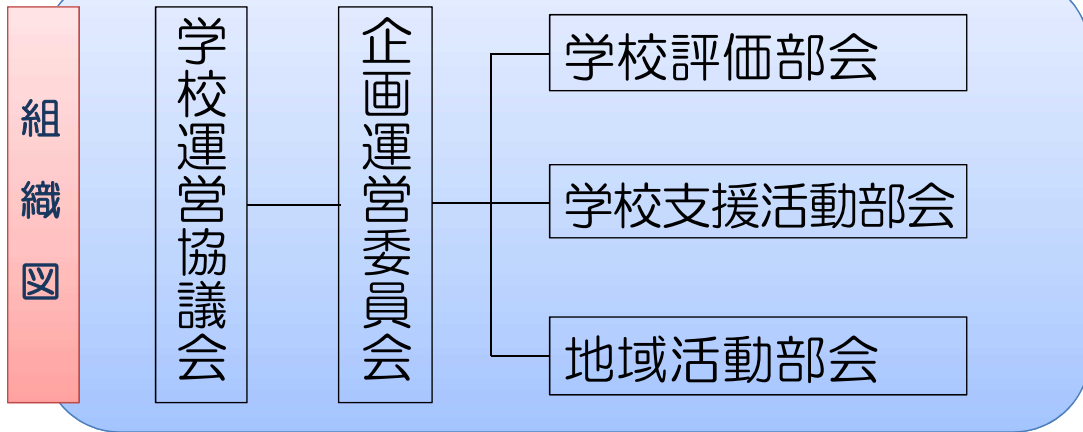 組織図
学校運営協議会
企画運営委員会
学校評価部会
学校支援活動部会
地域活動部会